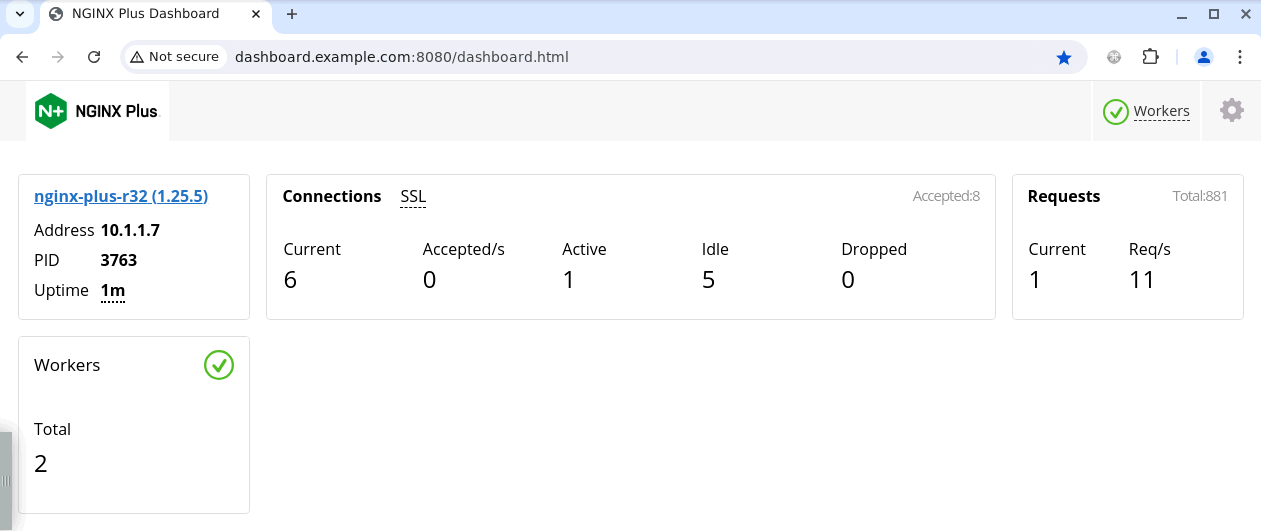 NGINX Plus Dashboard
Not secure
dashboard.example.com:8080/dashboard.html
N+ NGINX Plus
Workers
nginx-plus-r32 (1.25.5)
Address 10.1.1.7
PID 3763
Uptime 1m
Connections SSL Accepted:8
Current Accepted/s Active Idle Dropped
6 0 1 5 0
Requests Total:881
Current Req/s
1 11
Workers
Total
2